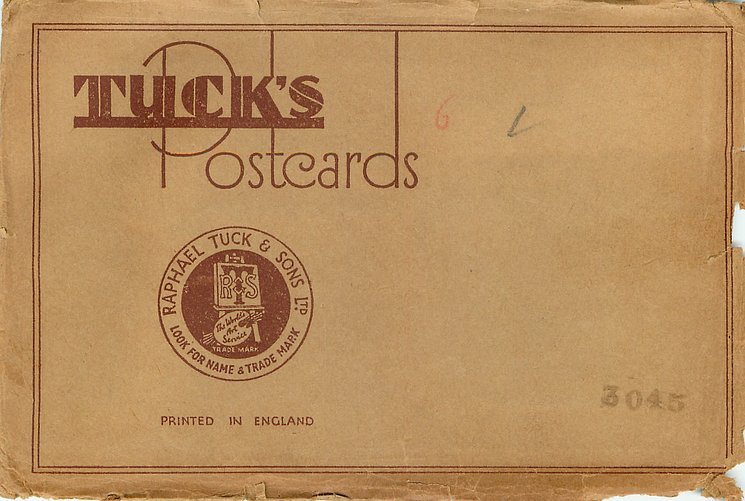 TUCK'S
Postcards
6 L
RAPHAEL TUCK & SONS LTD.
R S
The World's
Art
Service
TRADE MARK
LOOK FOR NAME & TRADE MARK
PRINTED IN ENGLAND
3045